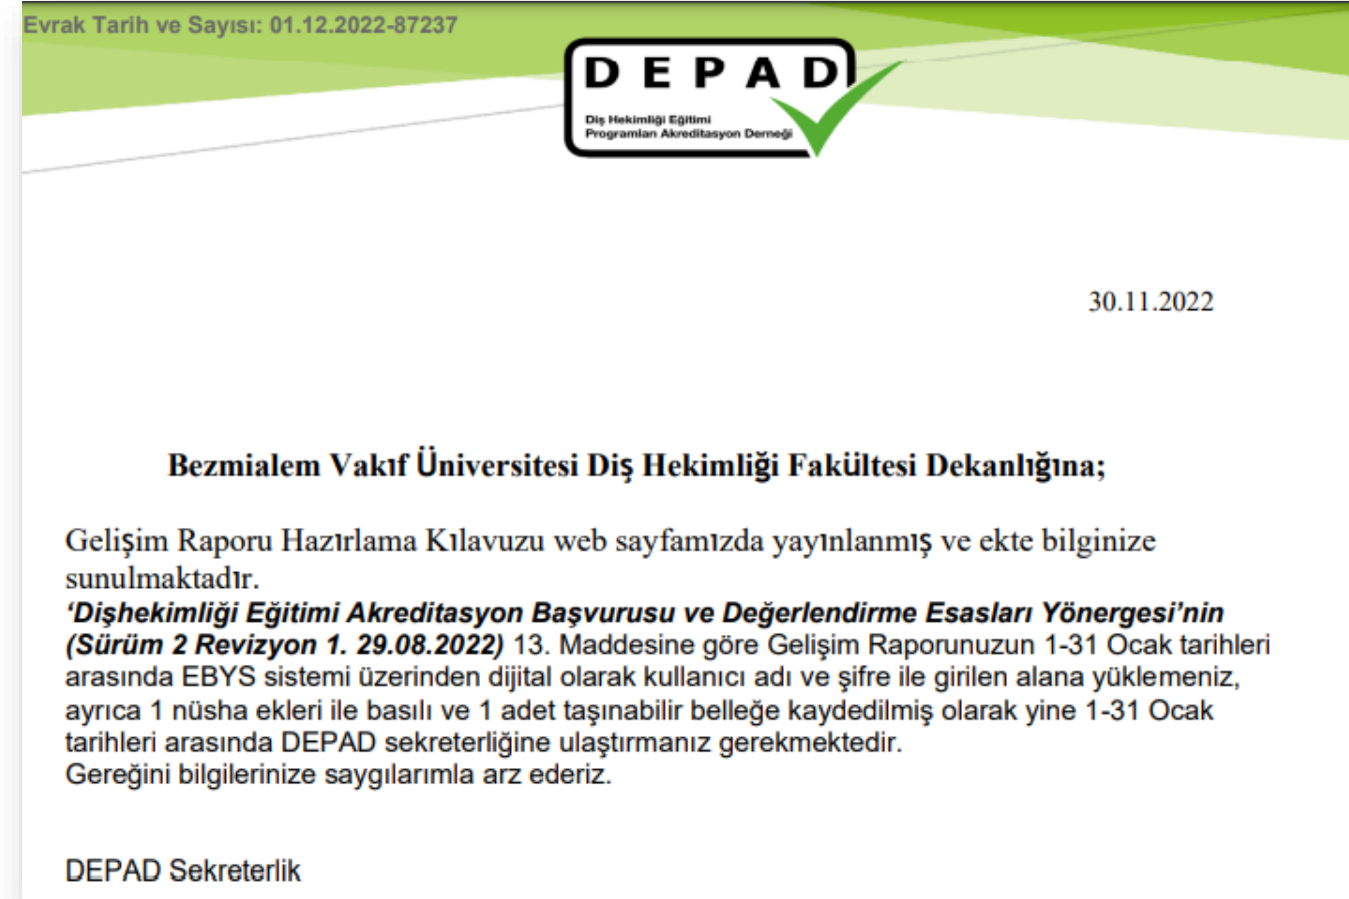 Evrak Tarih ve Sayısı: 01.12.2022-87237
DEPAD
Diş Hekimliği Eğitimi
Programları Akreditasyon Derneği
30.11.2022
Bezmialem Vakıf Üniversitesi Diş Hekimliği Fakültesi Dekanlığına;
Gelişim Raporu Hazırlama Kılavuzu web sayfamızda yayınlanmış ve ekte bilginize
sunulmaktadır.
‘Dişhekimliği Eğitimi Akreditasyon Başvurusu ve Değerlendirme Esasları Yönergesi’nin
(Sürüm 2 Revizyon 1. 29.08.2022) 13. Maddesine göre Gelişim Raporunuzun 1-31 Ocak tarihleri
arasında EBYS sistemi üzerinden dijital olarak kullanıcı adı ve şifre ile girilen alana yüklemeniz,
ayrıca 1 nüsha ekleri ile basılı ve 1 adet taşınabilir belleğe kaydedilmiş olarak yine 1-31 Ocak
tarihleri arasında DEPAD sekreterliğine ulaştırmanız gerekmektedir.
Gereğini bilgilerinize saygılarımla arz ederiz.
DEPAD Sekreterlik